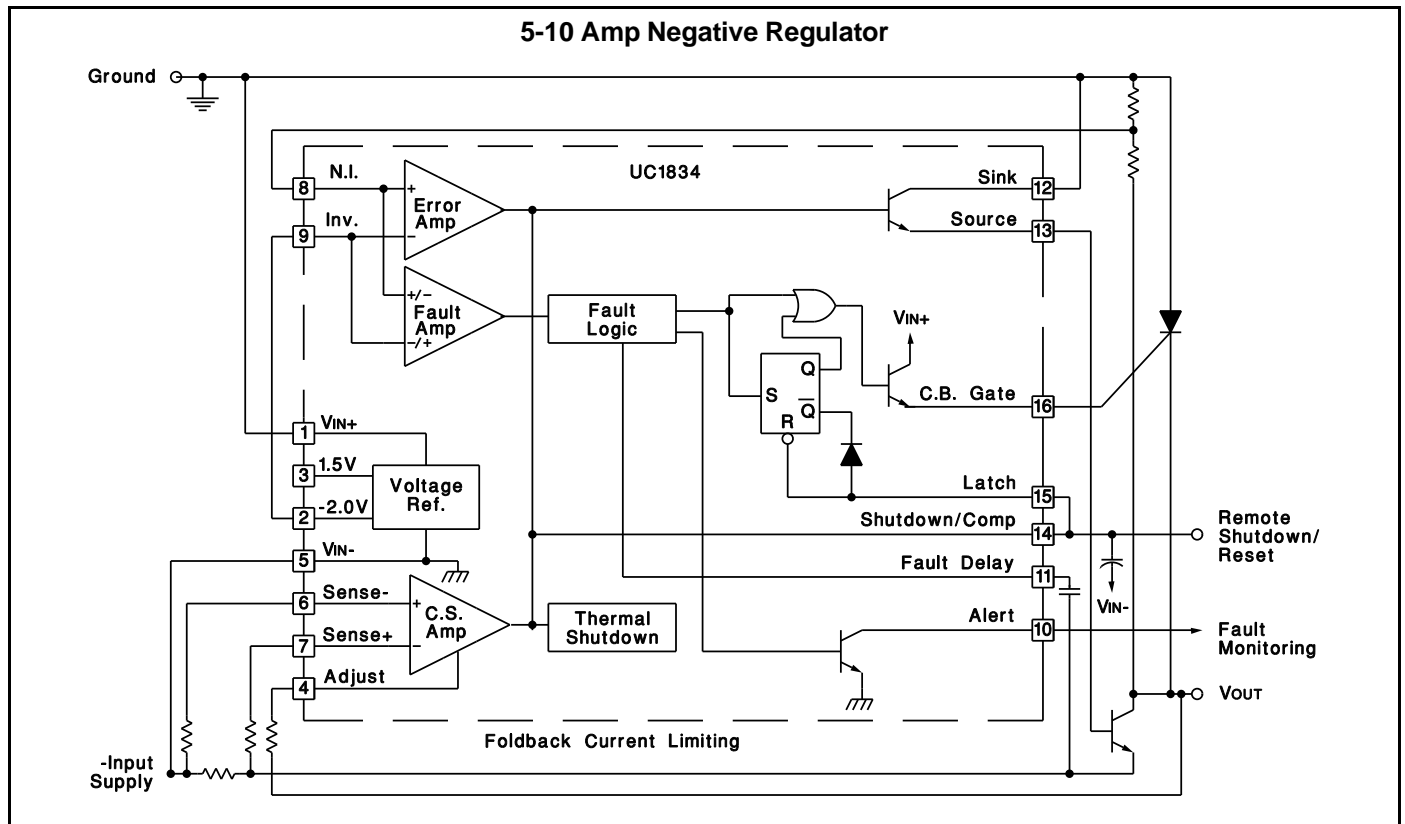 5-10 Amp Negative Regulator
Ground
UC1834
8
N.I.
+
Error
Amp
−
9
Inv.
Sink
12
Source
13
+/−
Fault
Amp
−/+
Fault
Logic
VIN+
S
Q
Q
R
C.B. Gate
16
1
VIN+
3
1.5V
2
-2.0V
Voltage
Ref.
5
VIN-
6
Sense-
7
Sense+
4
Adjust
+
C.S.
Amp
−
Thermal
Shutdown
Latch
15
Shutdown/Comp
14
Remote
Shutdown/
Reset
Fault Delay
11
VIN-
Alert
10
Fault
Monitoring
VOUT
Foldback Current Limiting
-Input
Supply